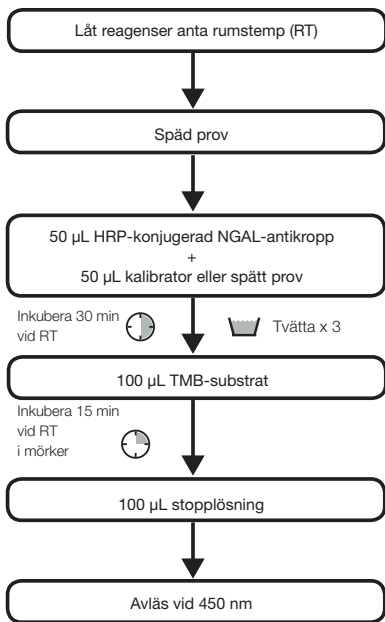 Låt reagenser anta rumstemp (RT)
Späd prov
50 µL HRP-konjugerad NGAL-antikropp
+
50 µL kalibrator eller spätt prov
Inkubera 30 min
vid RT
Tvätta x 3
100 µL TMB-substrat
Inkubera 15 min
vid RT
i mörker
100 µL stopplösning
Avläs vid 450 nm